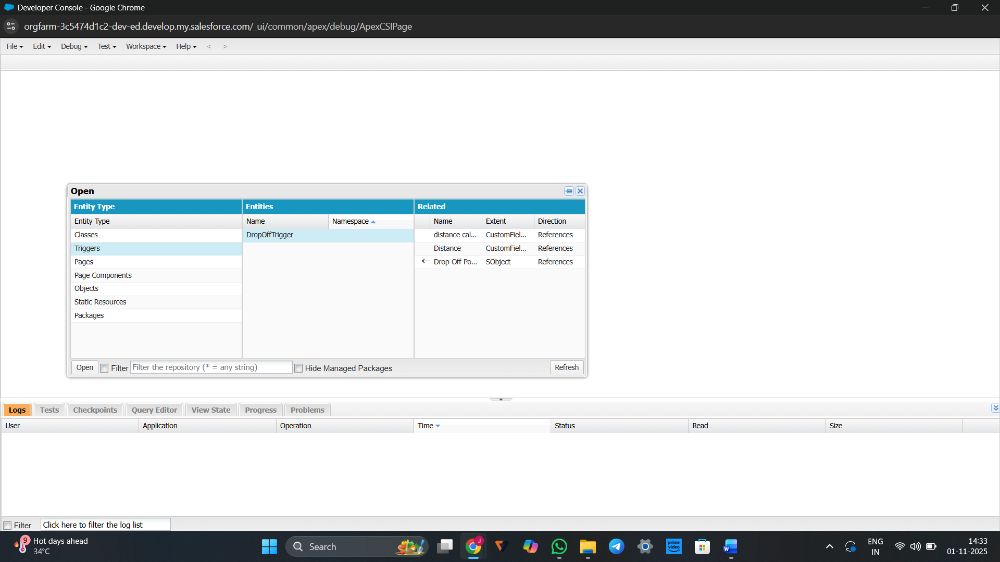 Developer Console - Google Chrome
orgfarm-3c5474d1c2-dev-ed.develop.my.salesforce.com/_ui/common/apex/debug/ApexCSIPage
File Edit Debug Test Workspace Help < >
Open
Entity Type Entities Related
Entity Type Name Namespace Name Extent Direction
Classes DropOffTrigger distance cal... CustomFiel... References
Triggers Distance CustomFiel... References
Pages ← Drop-Off Po... SObject References
Page Components
Objects
Static Resources
Packages
Open Filter Filter the repository (* = any string) Hide Managed Packages Refresh
Logs Tests Checkpoints Query Editor View State Progress Problems
User Application Operation Time Status Read Size
Filter Click here to filter the log list
9 Hot days ahead
34°C
Search
J
prime video
W
ENG
IN
14:33
01-11-2025